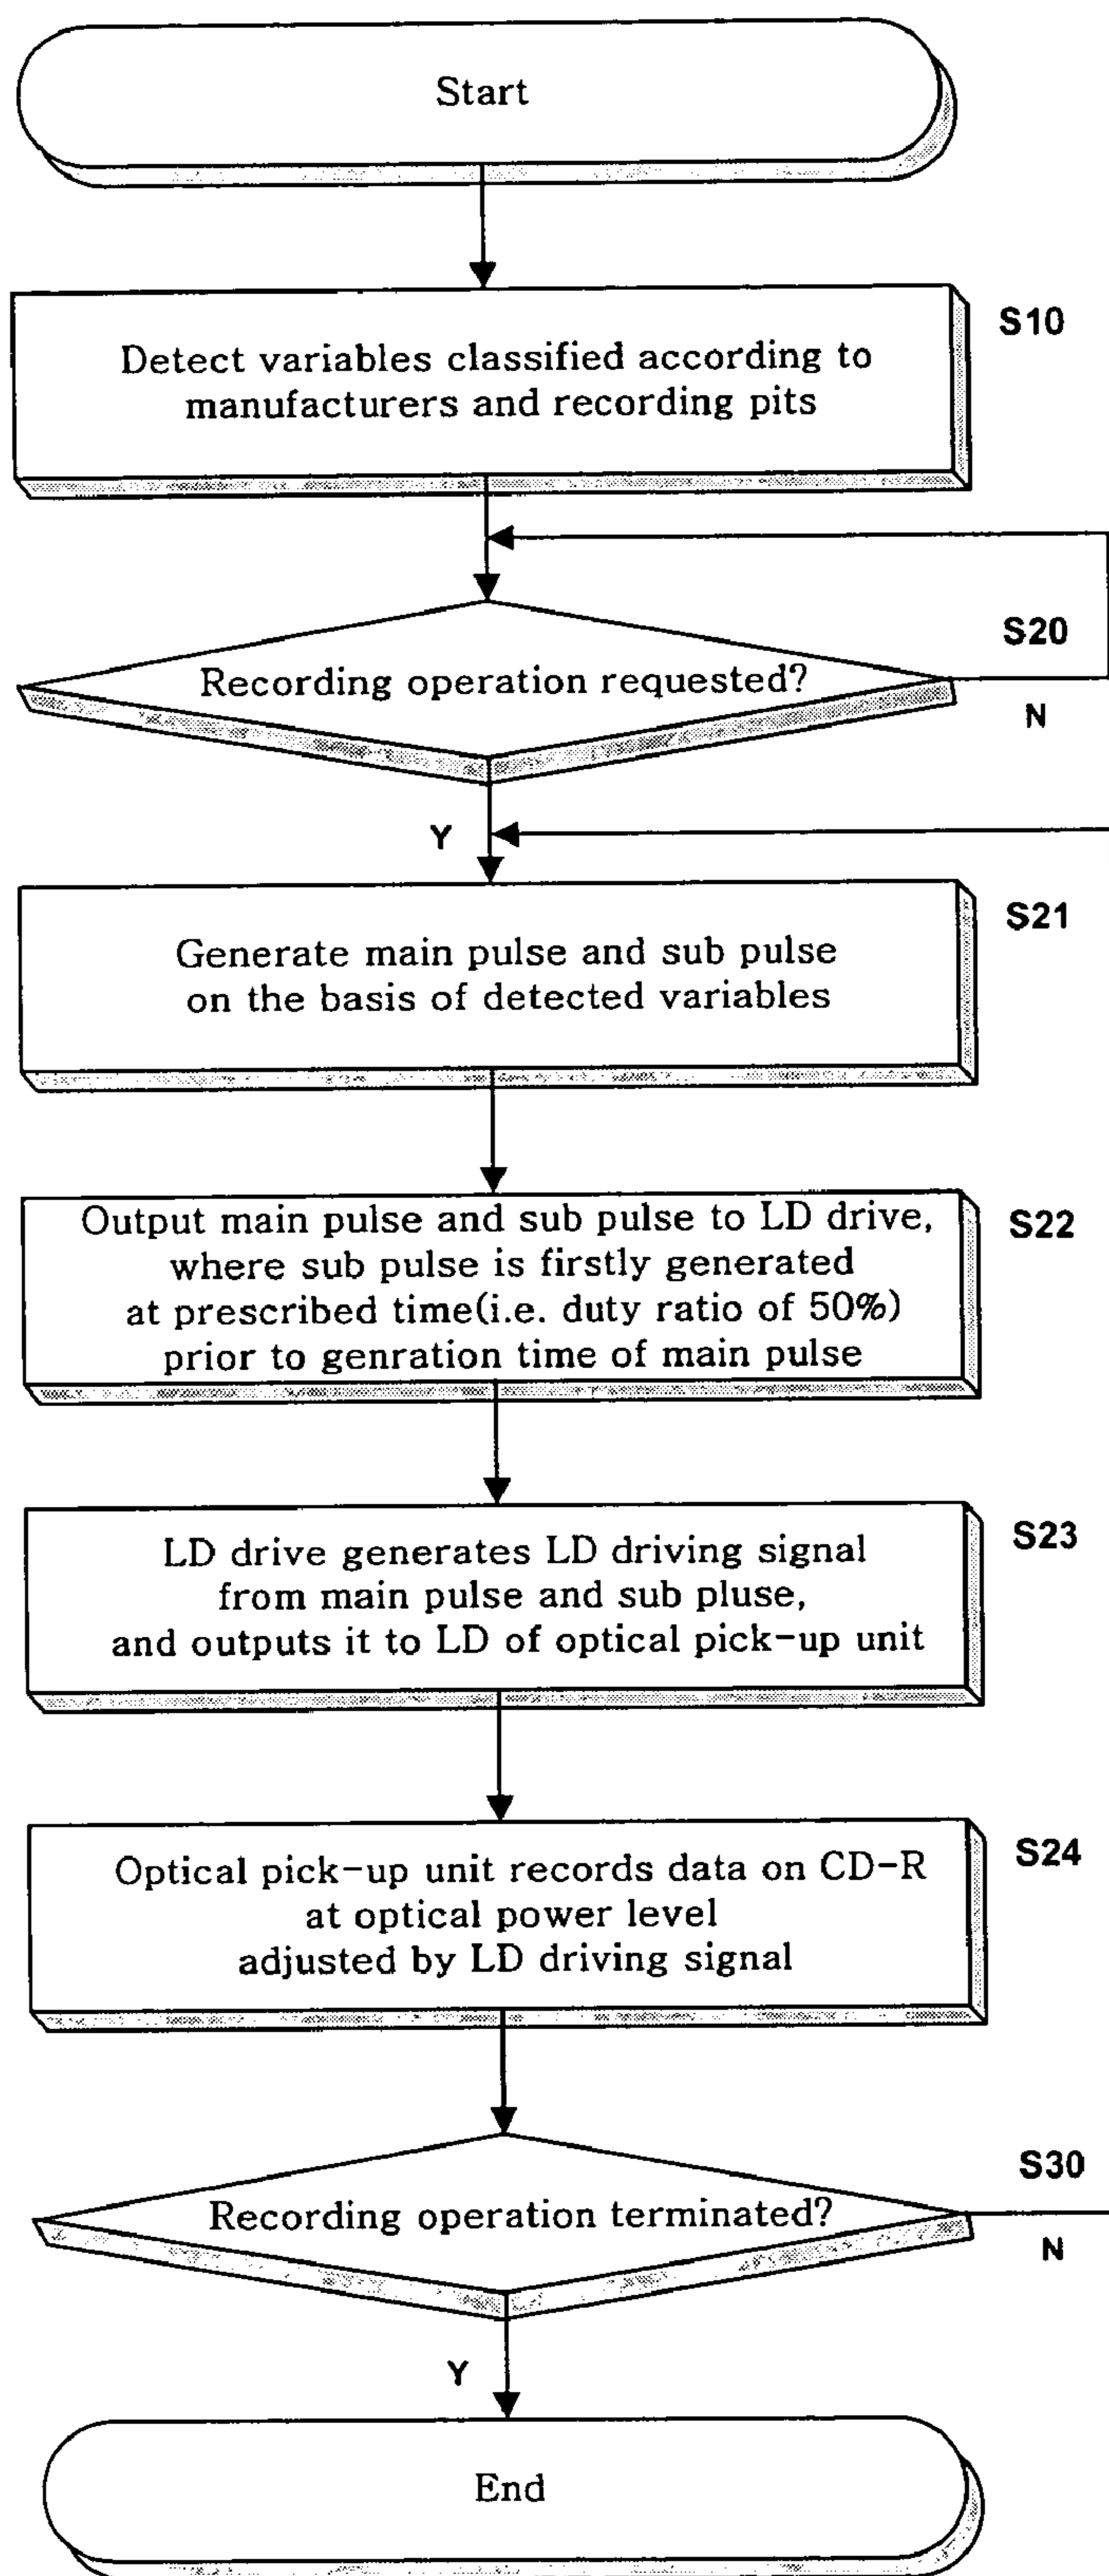 Start
S10
Detect variables classified according to
manufacturers and recording pits
S20
Recording operation requested?
N
Y
S21
Generate main pulse and sub pulse
on the basis of detected variables
Output main pulse and sub pulse to LD drive,
S22
where sub pulse is firstly generated
at prescribed time(i.e. duty ratio of 50%)
prior to genration time of main pulse
S23
LD drive generates LD driving signal
from main pulse and sub pluse,
and outputs it to LD of optical pick-up unit
S24
Optical pick-up unit records data on CD-R
at optical power level
adjusted by LD driving signal
S30
Recording operation terminated?
N
Y
End